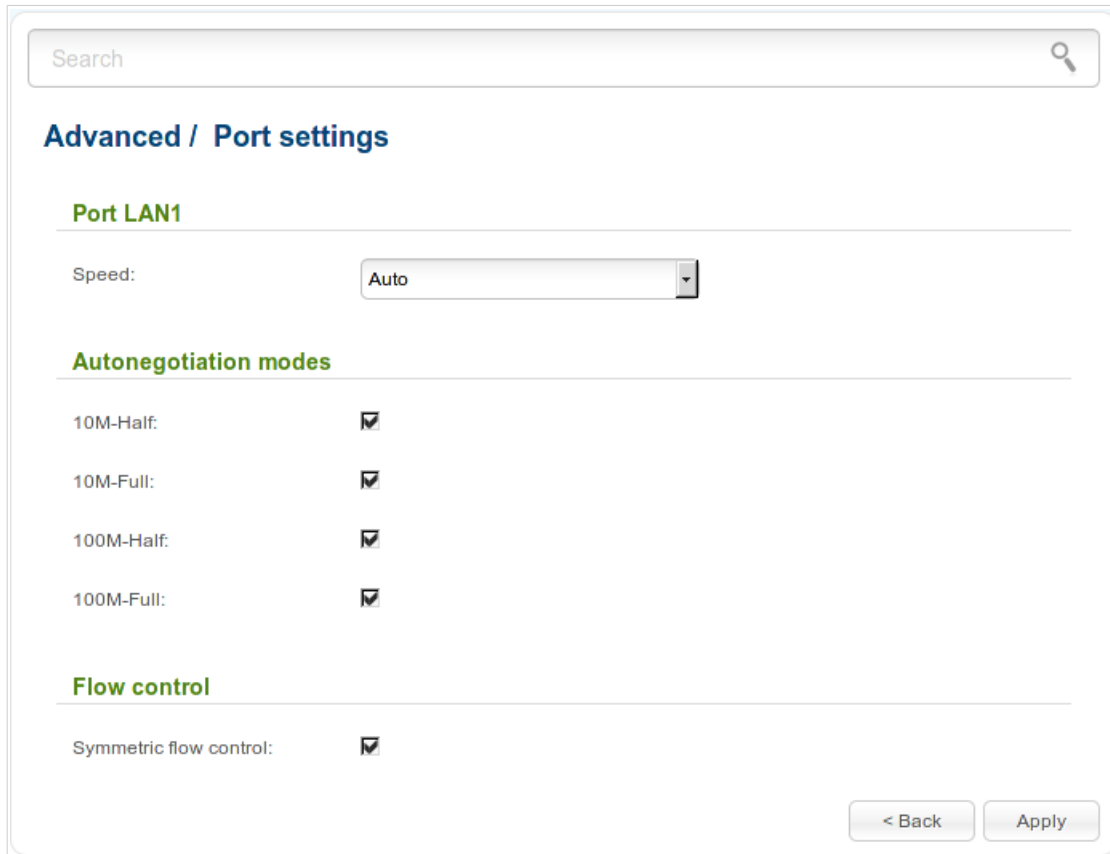 Search
Advanced /  Port settings
Port LAN1
Speed:
Auto
Autonegotiation modes
10M-Half:
10M-Full:
100M-Half:
100M-Full:
Flow control
Symmetric flow control:
< Back
Apply